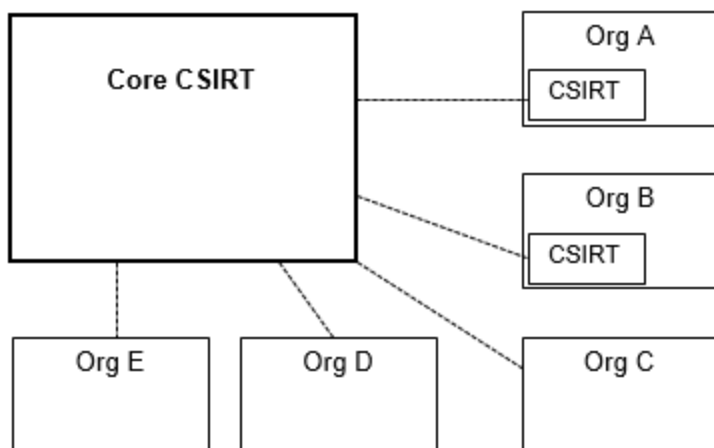 Core CSIRT
Org A
CSIRT
Org B
CSIRT
Org E
Org D
Org C